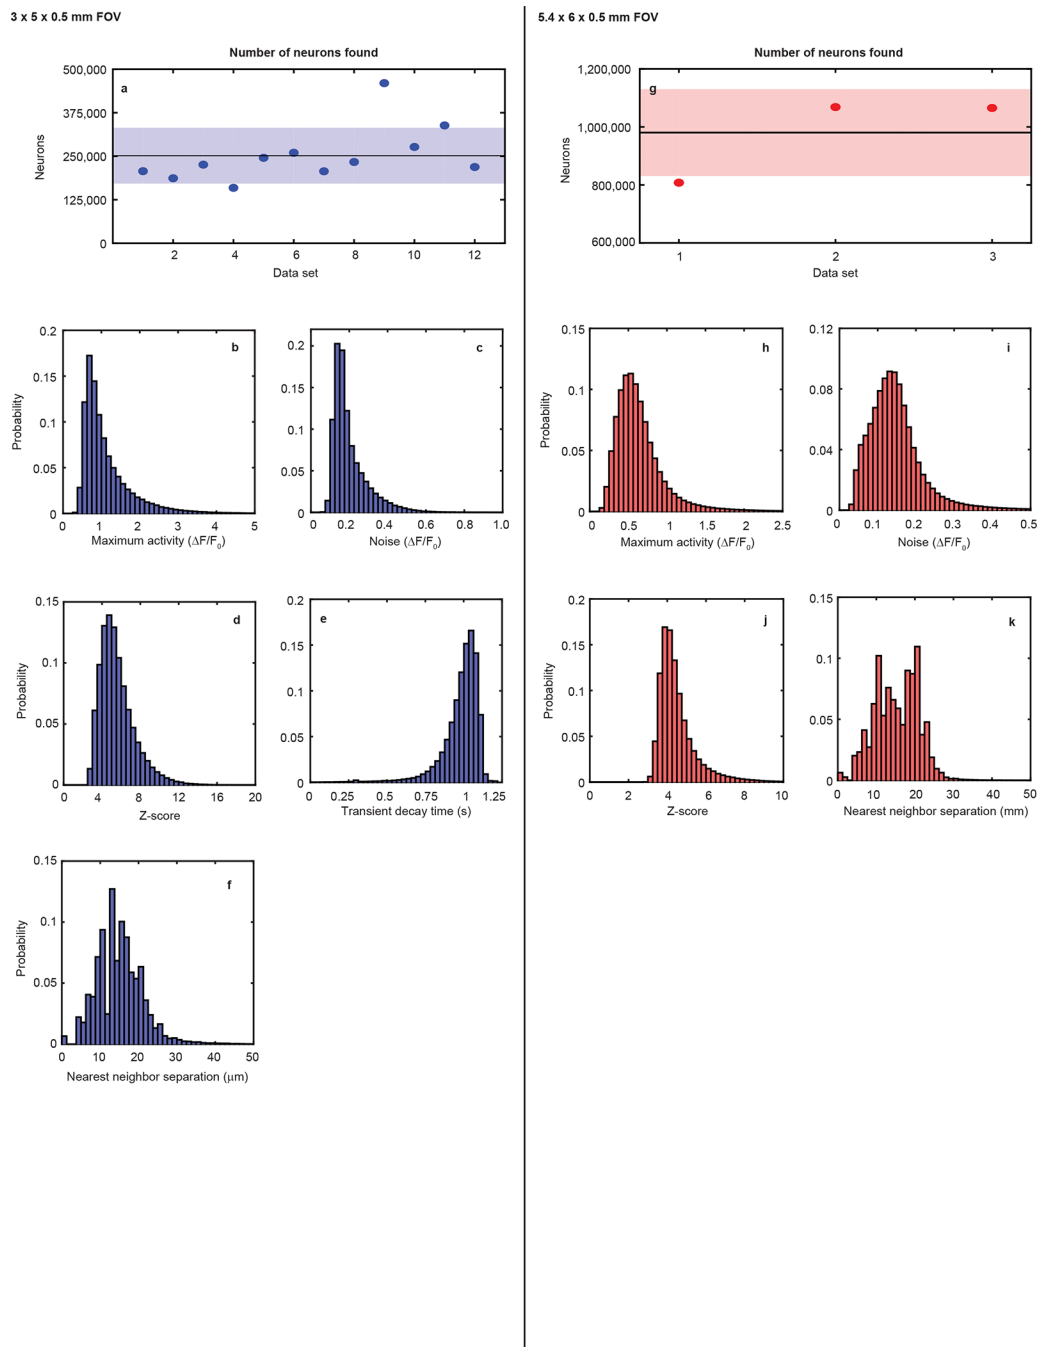 3 x 5 x 0.5 mm FOV
Number of neurons found
a
500,000
375,000
250,000
125,000
0
Neurons
2 4 6 8 10 12
Data set
b
0.2
0.15
0.1
0.05
0
Probability
0 1 2 3 4 5
Maximum activity (ΔF/F₀)
c
0.2
0.15
0.1
0.05
0
0 0.2 0.4 0.6 0.8 1.0
Noise (ΔF/F₀)
d
0.15
0.1
0.05
0
Probability
0 4 8 12 16 20
Z-score
e
0.2
0.15
0.1
0.05
0
0 0.25 0.5 0.75 1 1.25
Transient decay time (s)
f
0.15
0.1
0.05
0
Probability
0 10 20 30 40 50
Nearest neighbor separation (μm)
5.4 x 6 x 0.5 mm FOV
Number of neurons found
g
1,200,000
1,000,000
800,000
600,000
Neurons
1 2 3
Data set
h
0.15
0.1
0.05
0
Probability
0 0.5 1 1.5 2 2.5
Maximum activity (ΔF/F₀)
i
0.12
0.08
0.04
0
0 0.1 0.2 0.3 0.4 0.5
Noise (ΔF/F₀)
j
0.2
0.15
0.1
0.05
0
Probability
0 2 4 6 8 10
Z-score
k
0.15
0.1
0.05
0
0 10 20 30 40 50
Nearest neighbor separation (mm)